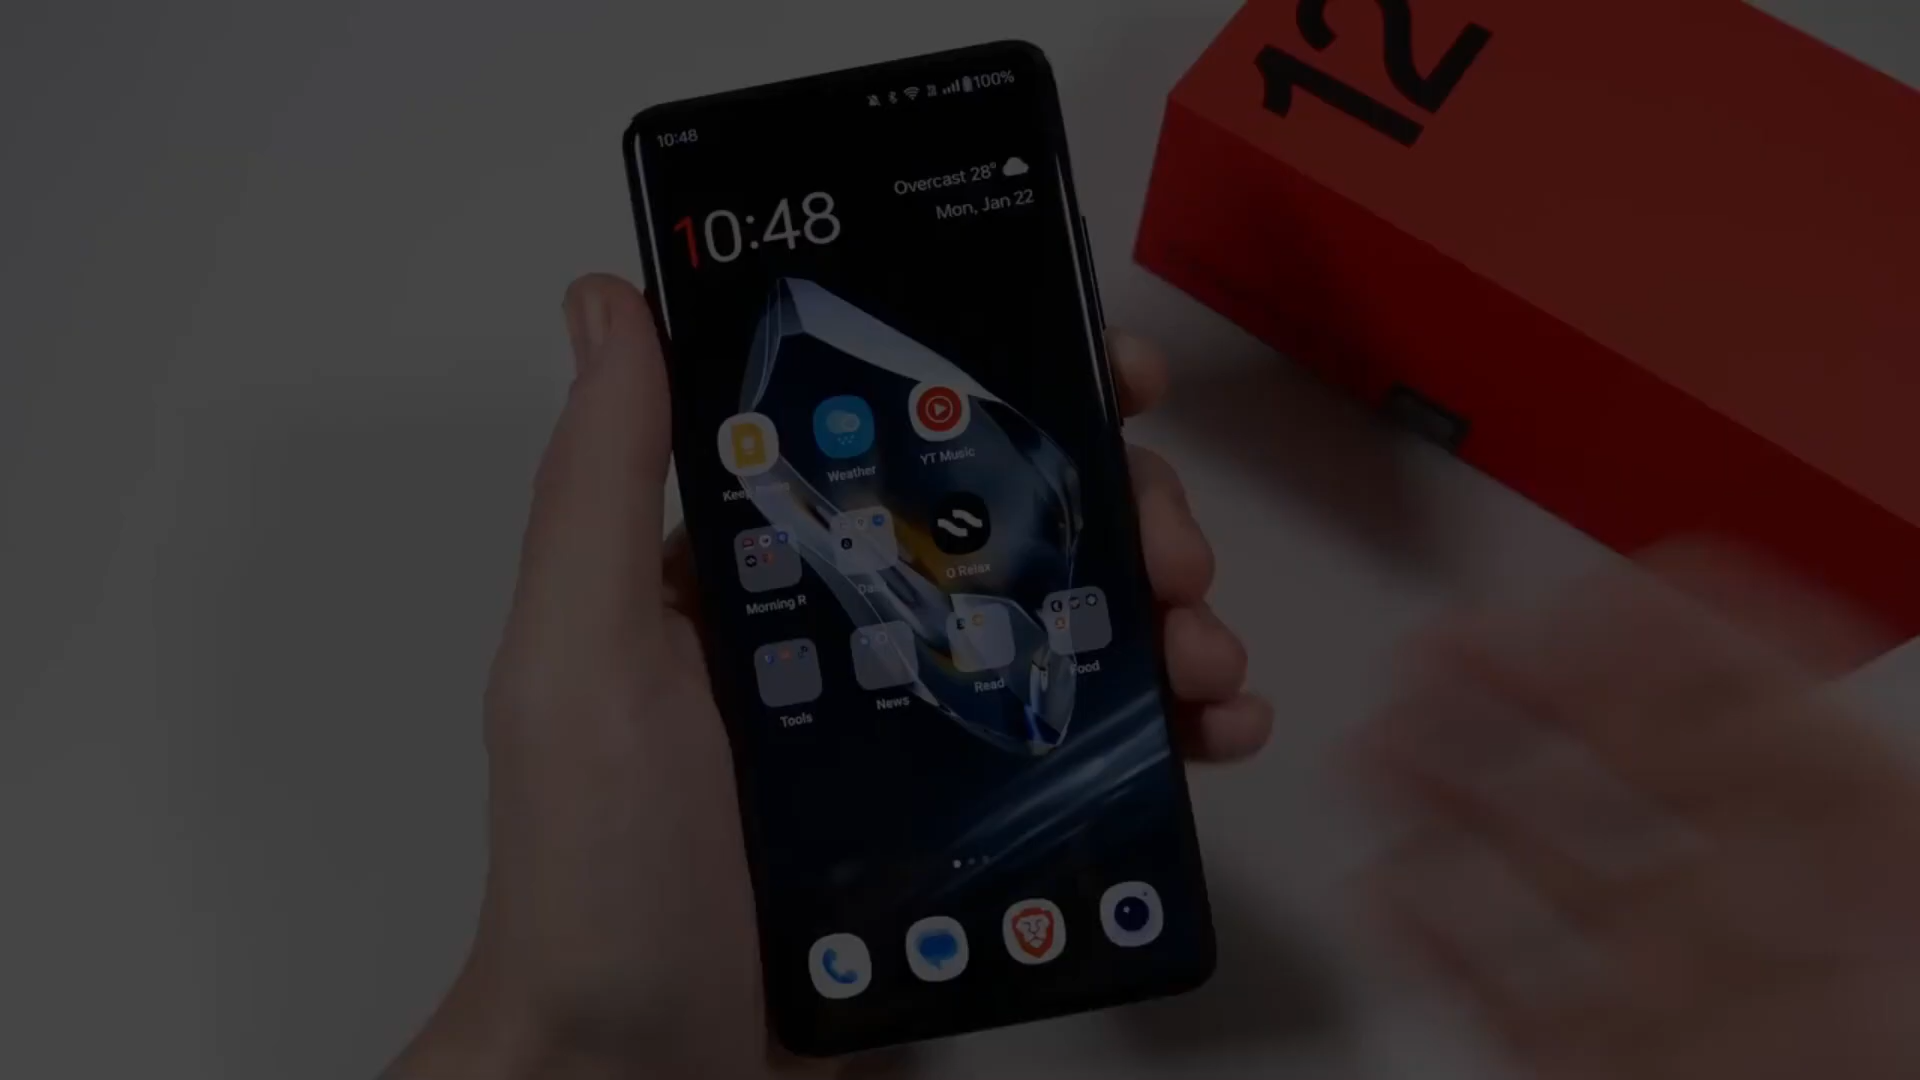 12
100%
10:48
Overcast 28°
Mon, Jan 22
10:48
YT Music
Weather
Keep
O Relax
Morning R
Food
Read
News
Tools